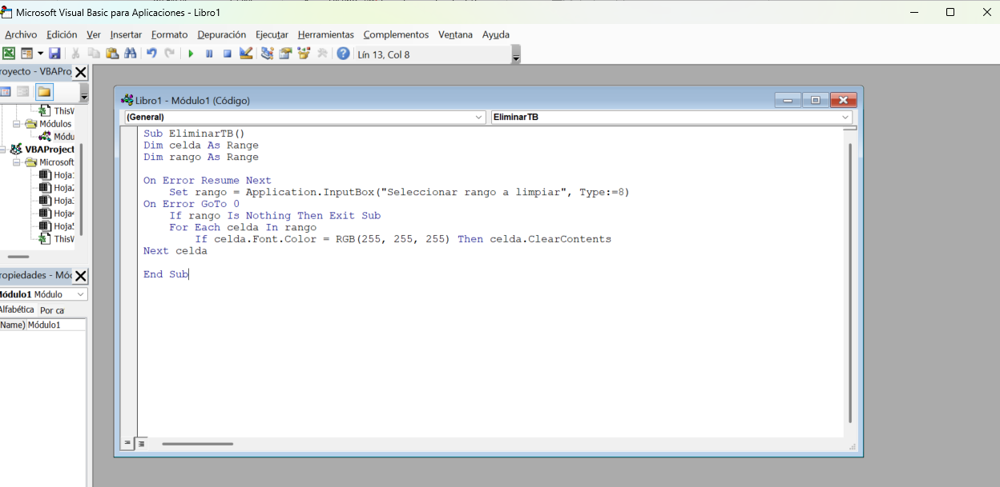 Microsoft Visual Basic para Aplicaciones - Libro1
Archivo Edición Ver Insertar Formato Depuración Ejecutar Herramientas Complementos Ventana Ayuda
Lín 13, Col 8
royecto - VBAPro
ThisW
Módulos
Módu
VBAProject
Microsoft
Hoja1
Hoja2
Hoja3
Hoja4
Hoja5
ThisW
ropiedades - Mó
Módulo1 Módulo
Alfabética Por ca
(Name) Módulo1
Libro1 - Módulo1 (Código)
(General) EliminarTB
Sub EliminarTB()
Dim celda As Range
Dim rango As Range
On Error Resume Next
Set rango = Application.InputBox("Seleccionar rango a limpiar", Type:=8)
On Error GoTo 0
If rango Is Nothing Then Exit Sub
For Each celda In rango
If celda.Font.Color = RGB(255, 255, 255) Then celda.ClearContents
Next celda
End Sub